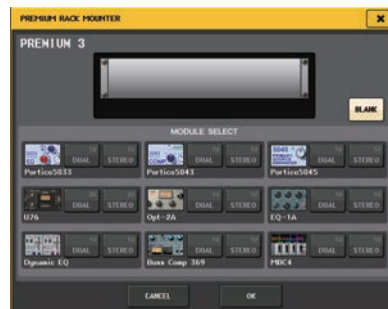 PREMIUM RACK MOUNTER
PREMIUM 3
BLANK
MODULE SELECT
DUAL STEREO DUAL STEREO 5045 DUAL STEREO
Portico5033 Portico5043 Portico5045
DUAL STEREO DUAL STEREO DUAL STEREO
U76 Opt-2A EQ-1A
DUAL STEREO DUAL STEREO DUAL STEREO
Dynamic EQ Buss Comp 369 MBC4
CANCEL OK